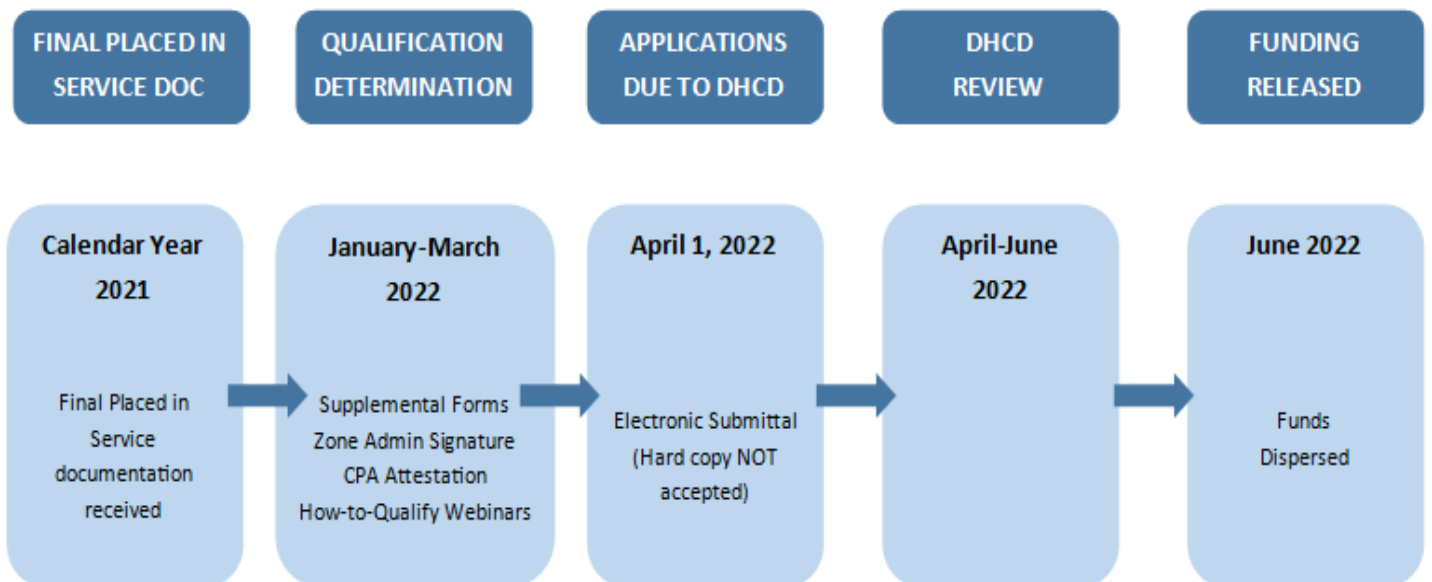 FINAL PLACED IN
SERVICE DOC
QUALIFICATION
DETERMINATION
APPLICATIONS
DUE TO DHCD
DHCD
REVIEW
FUNDING
RELEASED
Calendar Year
2021
Final Placed in
Service
documentation
received
January-March
2022
Supplemental Forms
Zone Admin Signature
CPA Attestation
How-to-Qualify Webinars
April 1, 2022
Electronic Submittal
(Hard copy NOT
accepted)
April-June
2022
June 2022
Funds
Dispersed